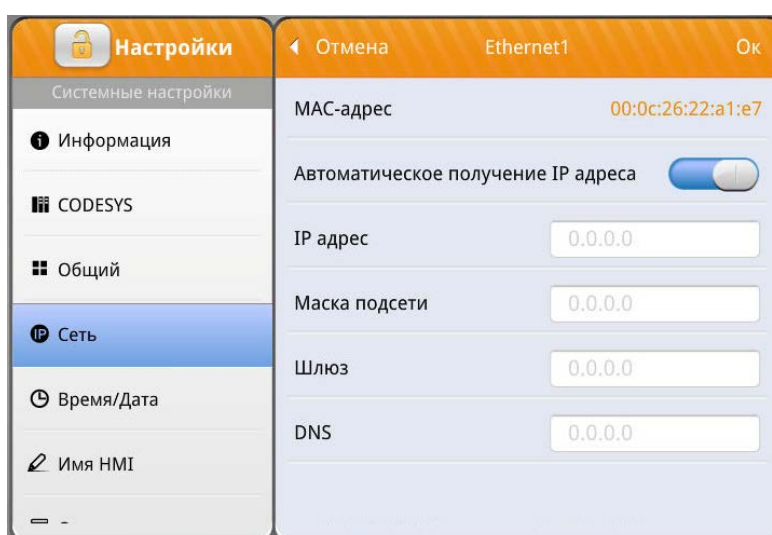 Настройки
Системные настройки
Информация
CODESYS
Общий
IP Сеть
Время/Дата
Имя HMI
Отмена Ethernet1 Ок
MAC-адрес 00:0c:26:22:a1:e7
Автоматическое получение IP адреса
IP адрес 0.0.0.0
Маска подсети 0.0.0.0
Шлюз 0.0.0.0
DNS 0.0.0.0